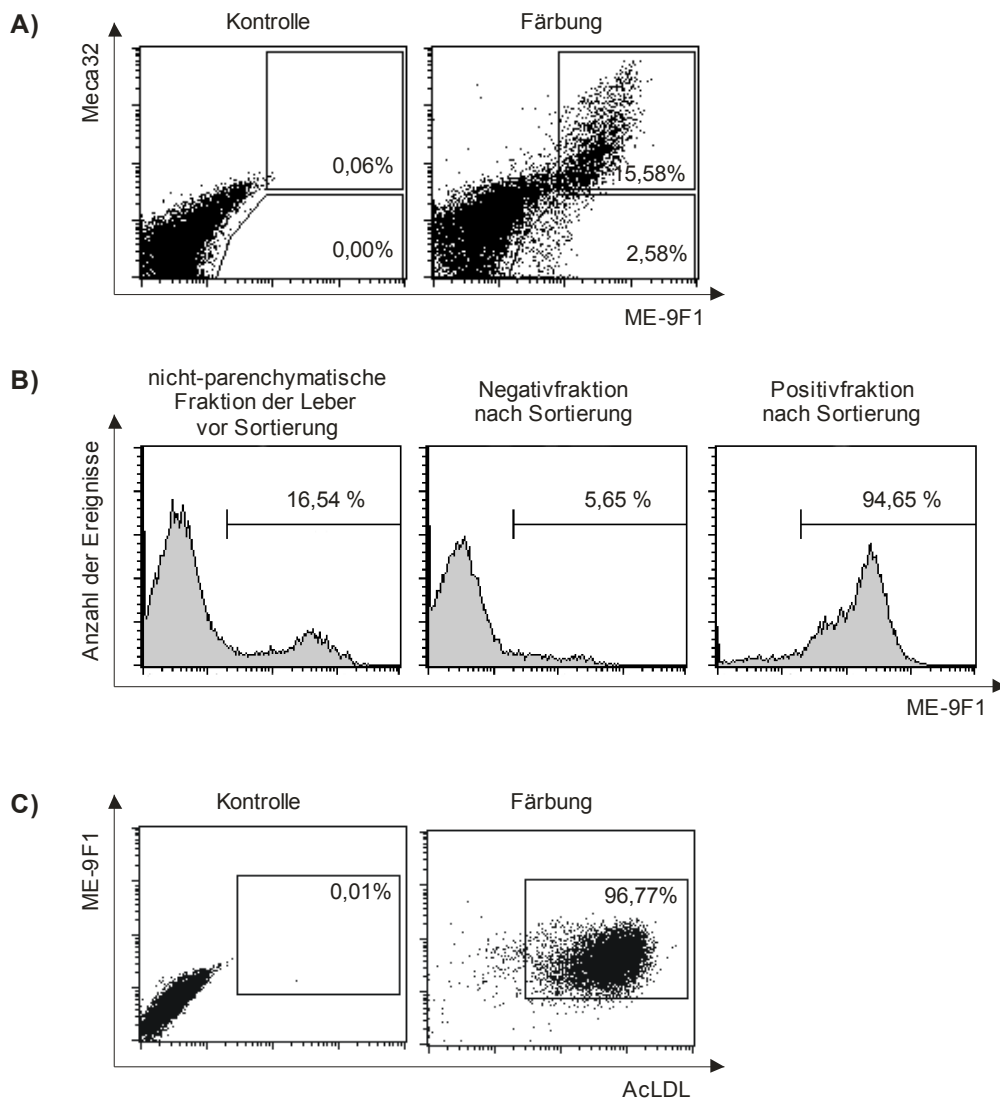 A)
Kontrolle
Färbung
Meca32
0,06%
0,00%
15,58%
2,58%
ME-9F1
B)
nicht-parenchymatische
Fraktion der Leber
vor Sortierung
Negativfraktion
nach Sortierung
Positivfraktion
nach Sortierung
Anzahl der Ereignisse
16,54 %
5,65 %
94,65 %
ME-9F1
C)
Kontrolle
Färbung
ME-9F1
0,01%
96,77%
AcLDL